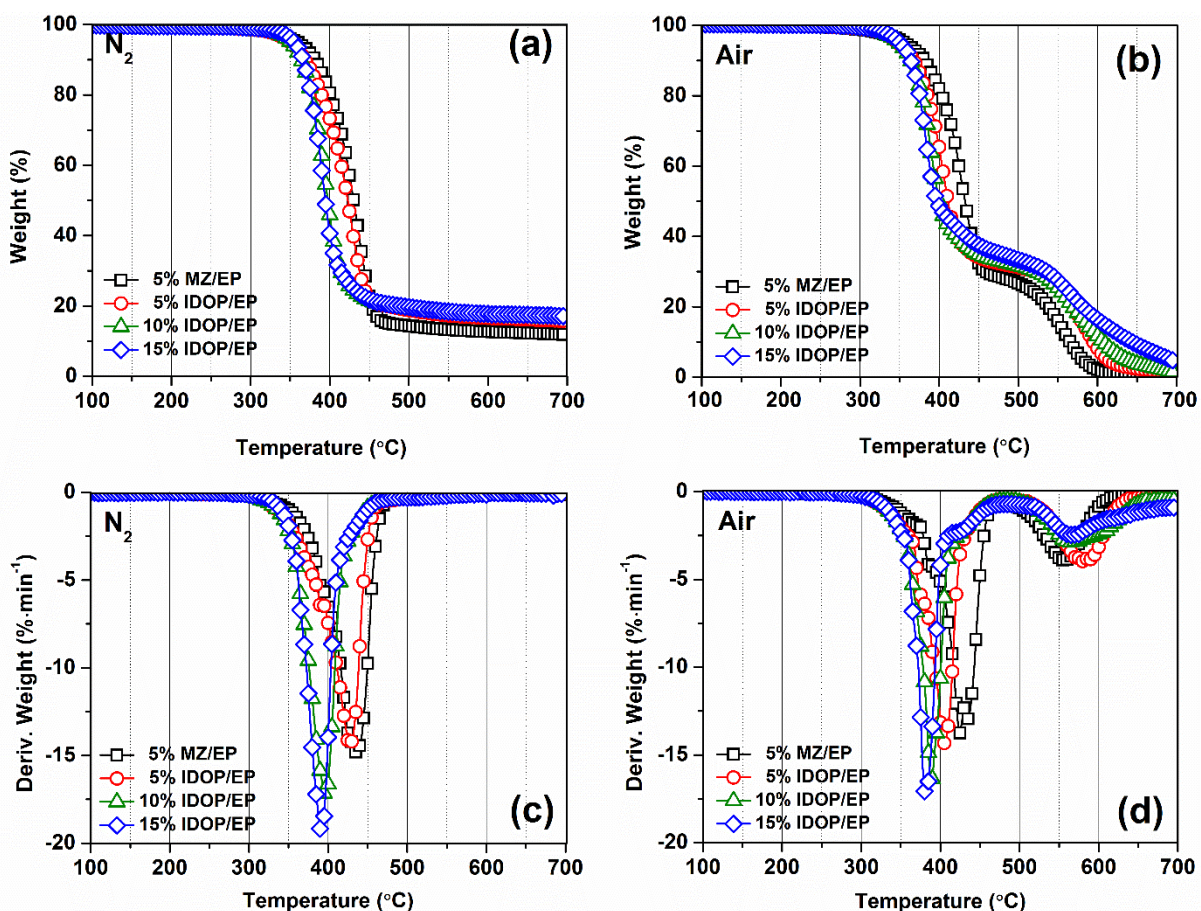 N₂
(a)
100
80
60
40
20
0
Weight (%)
5% MZ/EP
5% IDOP/EP
10% IDOP/EP
15% IDOP/EP
100 200 300 400 500 600 700
Temperature (°C)
Air
(b)
100
80
60
40
20
0
Weight (%)
5% MZ/EP
5% IDOP/EP
10% IDOP/EP
15% IDOP/EP
100 200 300 400 500 600 700
Temperature (°C)
N₂
0
-5
-10
-15
-20
Deriv. Weight (%·min⁻¹)
5% MZ/EP
5% IDOP/EP
10% IDOP/EP
15% IDOP/EP
(c)
100 200 300 400 500 600 700
Temperature (°C)
Air
0
-5
-10
-15
-20
Deriv. Weight (%·min⁻¹)
5% MZ/EP
5% IDOP/EP
10% IDOP/EP
15% IDOP/EP
(d)
100 200 300 400 500 600 700
Temperature (°C)